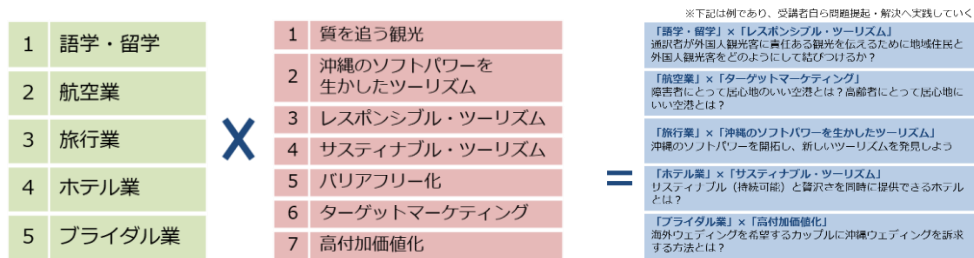 ※下記は例であり、受講者自ら問題提起・解決へ実践していく
1 語学・留学
2 航空業
3 旅行業
4 ホテル業
5 ブライダル業
X
1 質を追う観光
2 沖縄のソフトパワーを
生かしたツーリズム
3 レスポンシブル・ツーリズム
4 サスティナブル・ツーリズム
5 バリアフリー化
6 ターゲットマーケティング
7 高付加価値化
=
「語学・留学」×「レスポンシブル・ツーリズム」
通訳者が外国人観光客に責任ある観光を伝えるために地域住民と
外国人観光客をどのようにして結びつけるか？
「航空業」×「ターゲットマーケティング」
障害者にとって居心地のいい空港とは？高齢者にとって居心地に
いい空港とは？
「旅行業」×「沖縄のソフトパワーを生かしたツーリズム」
沖縄のソフトパワーを開拓し、新しいツーリズムを発見しよう
「ホテル業」×「サスティナブル・ツーリズム」
サスティナブル（持続可能）と贅沢さを同時に提供できるホテル
とは？
「ブライダル業」×「高付加価値化」
海外ウェディングを希望するカップルに沖縄ウェディングを訴求
する方法とは？